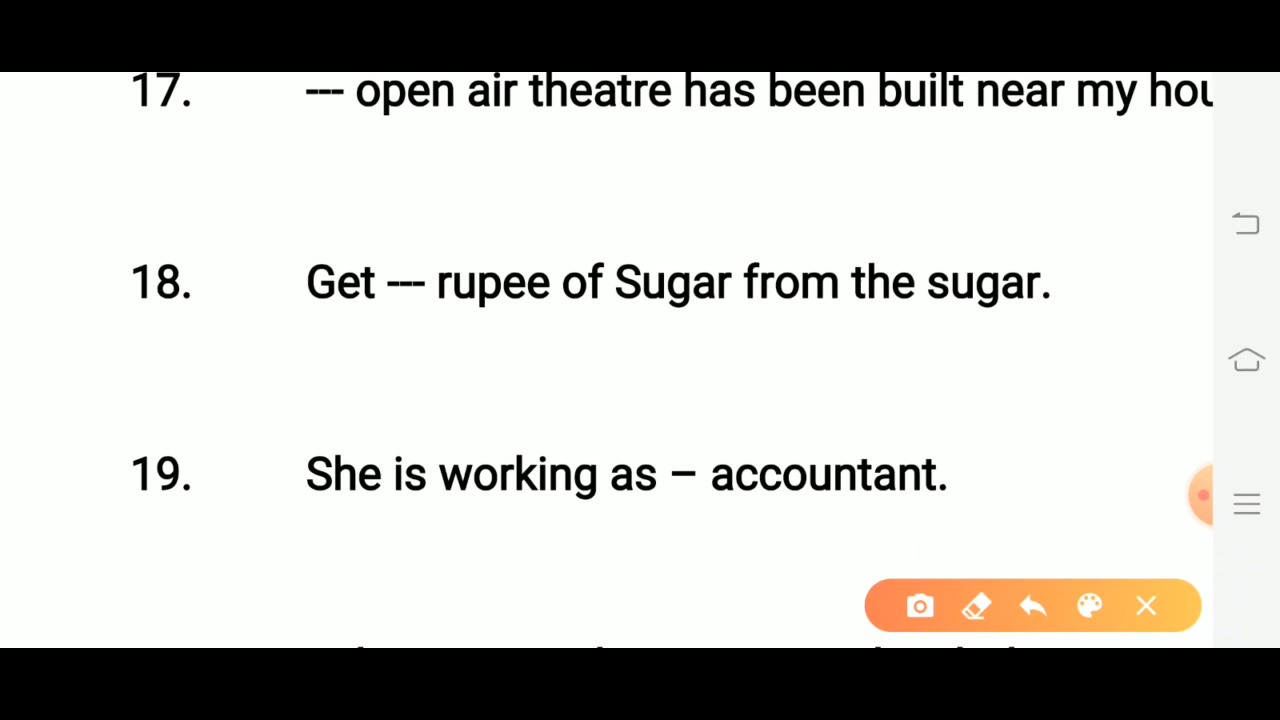 17. --- open air theatre has been built near my
18. Get --- rupee of Sugar from the sugar.
19. She is working as – accountant.